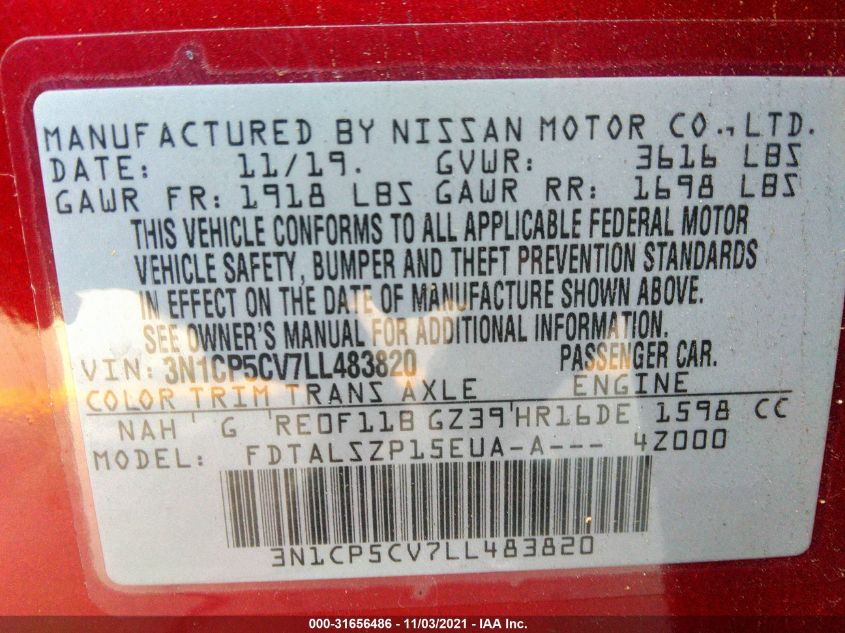 MANUFACTURED BY NISSAN MOTOR CO., LTD.
DATE: 11/19. GVWR: 3616 LBS
GAWR FR: 1918 LBS GAWR RR: 1698 LBS
THIS VEHICLE CONFORMS TO ALL APPLICABLE FEDERAL MOTOR
VEHICLE SAFETY, BUMPER AND THEFT PREVENTION STANDARDS
IN EFFECT ON THE DATE OF MANUFACTURE SHOWN ABOVE.
SEE OWNER'S MANUAL FOR ADDITIONAL INFORMATION.
VIN: 3N1CP5CV7LL483820 PASSENGER CAR.
COLOR TRIM TRANS AXLE ENGINE
NAH ' G ' RE0F11B GZ39 ' HR16DE 1598 CC
MODEL: FDTALSZP15EUA-A--- 4Z000
3N1CP5CV7LL483820
000-31656486 - 11/03/2021 - IAA Inc.